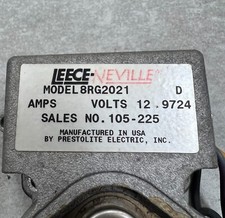 LEECE-NEVILLE
MODEL 8RG2021 D
AMPS VOLTS 12 .9724
SALES NO. 105-225
MANUFACTURED IN USA
BY PRESTOLITE ELECTRIC, INC.